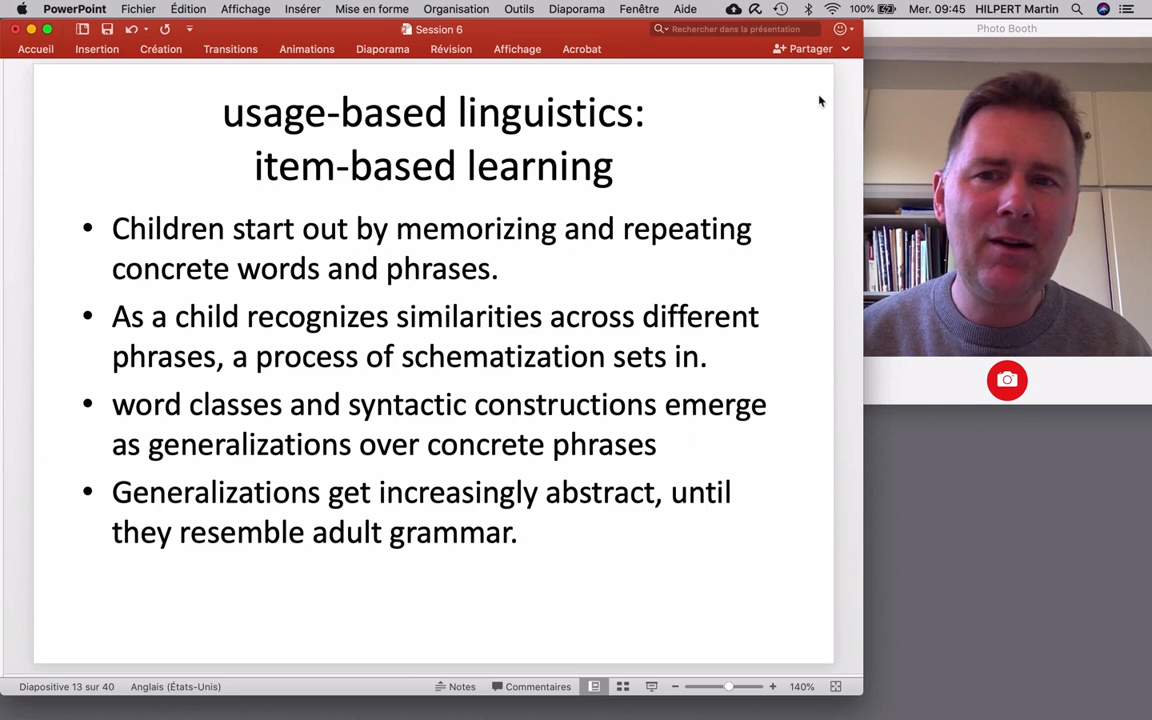 PowerPoint Fichier Édition Affichage Insérer Mise en forme Organisation Outils Diaporama Fenêtre Aide 100% Mer. 09:45 HILPERT Martin
Session 6
Rechercher dans la présentation
Photo Booth
Accueil Insertion Création Transitions Animations Diaporama Révision Affichage Acrobat Partager
usage-based linguistics:
item-based learning
• Children start out by memorizing and repeating
concrete words and phrases.
• As a child recognizes similarities across different
phrases, a process of schematization sets in.
• word classes and syntactic constructions emerge
as generalizations over concrete phrases
• Generalizations get increasingly abstract, until
they resemble adult grammar.
Diapositive 13 sur 40 Anglais (États-Unis) Notes Commentaires 140%